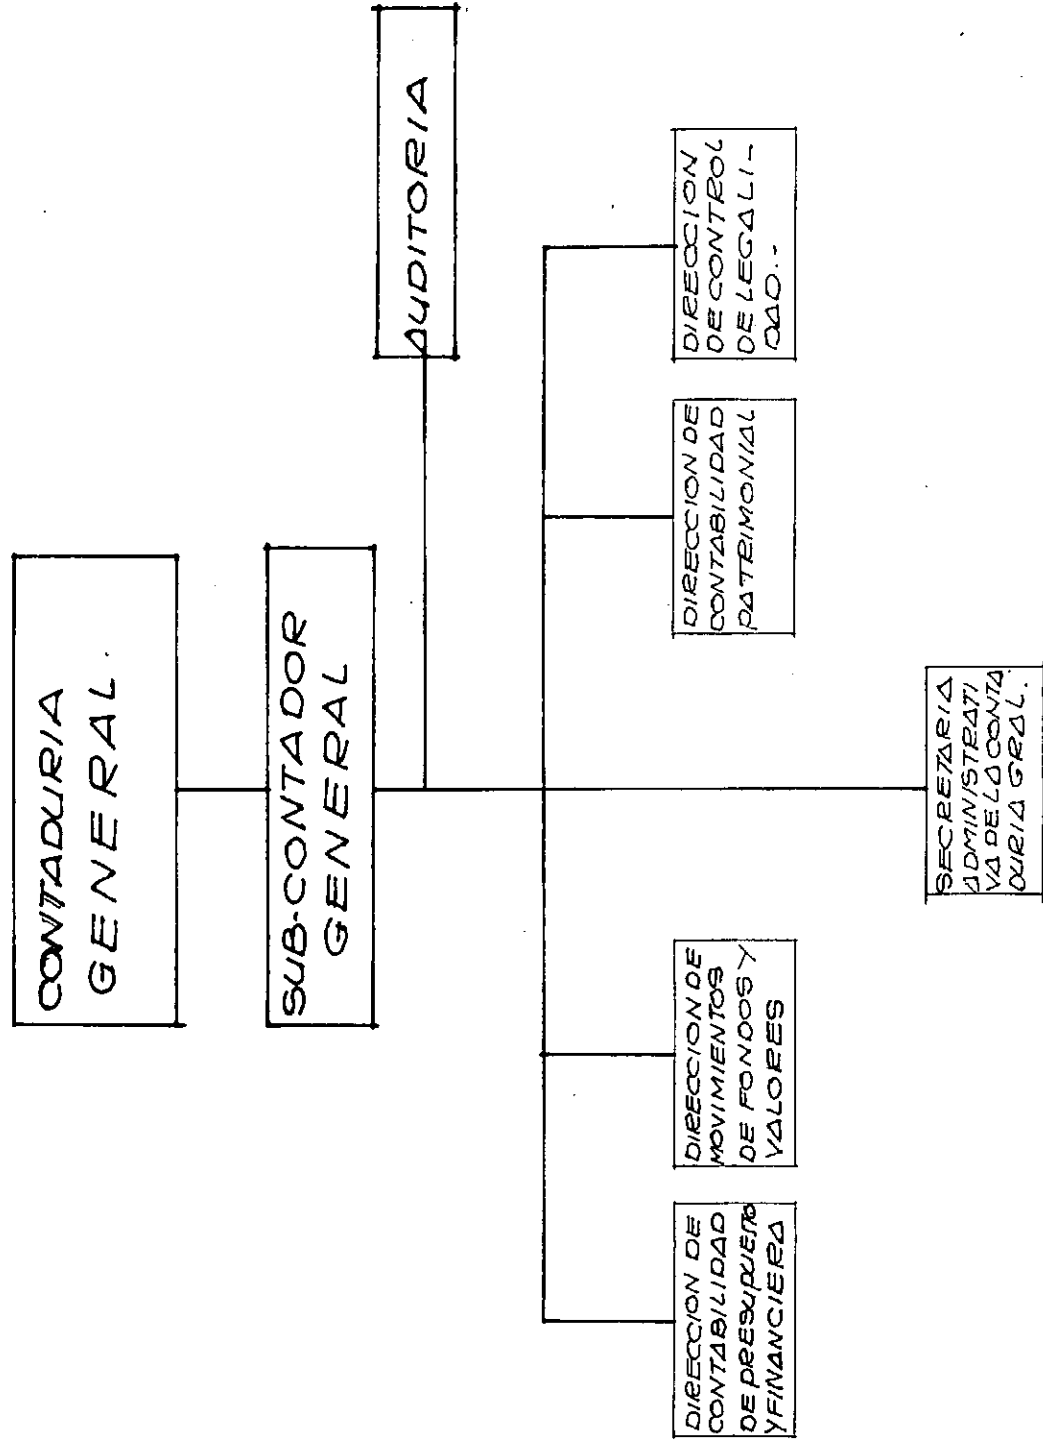 CONTADURIA
GENERAL
SUB-CONTADOR
GENERAL
AUDITORIA
DIRECCION DE
CONTABILIDAD
DE PRESUPUESTO
Y FINANCIERA
DIRECCION DE
MOVIMIENTOS
DE FONDOS Y
VALORES
DIRECCION DE
CONTABILIDAD
PATRIMONIAL
DIRECCION
DE CONTROL
DE LEGALI-
DAD.-
SECRETARIA
ADMINISTRATI
VA DE LA CONTA
DURIA GRAL.